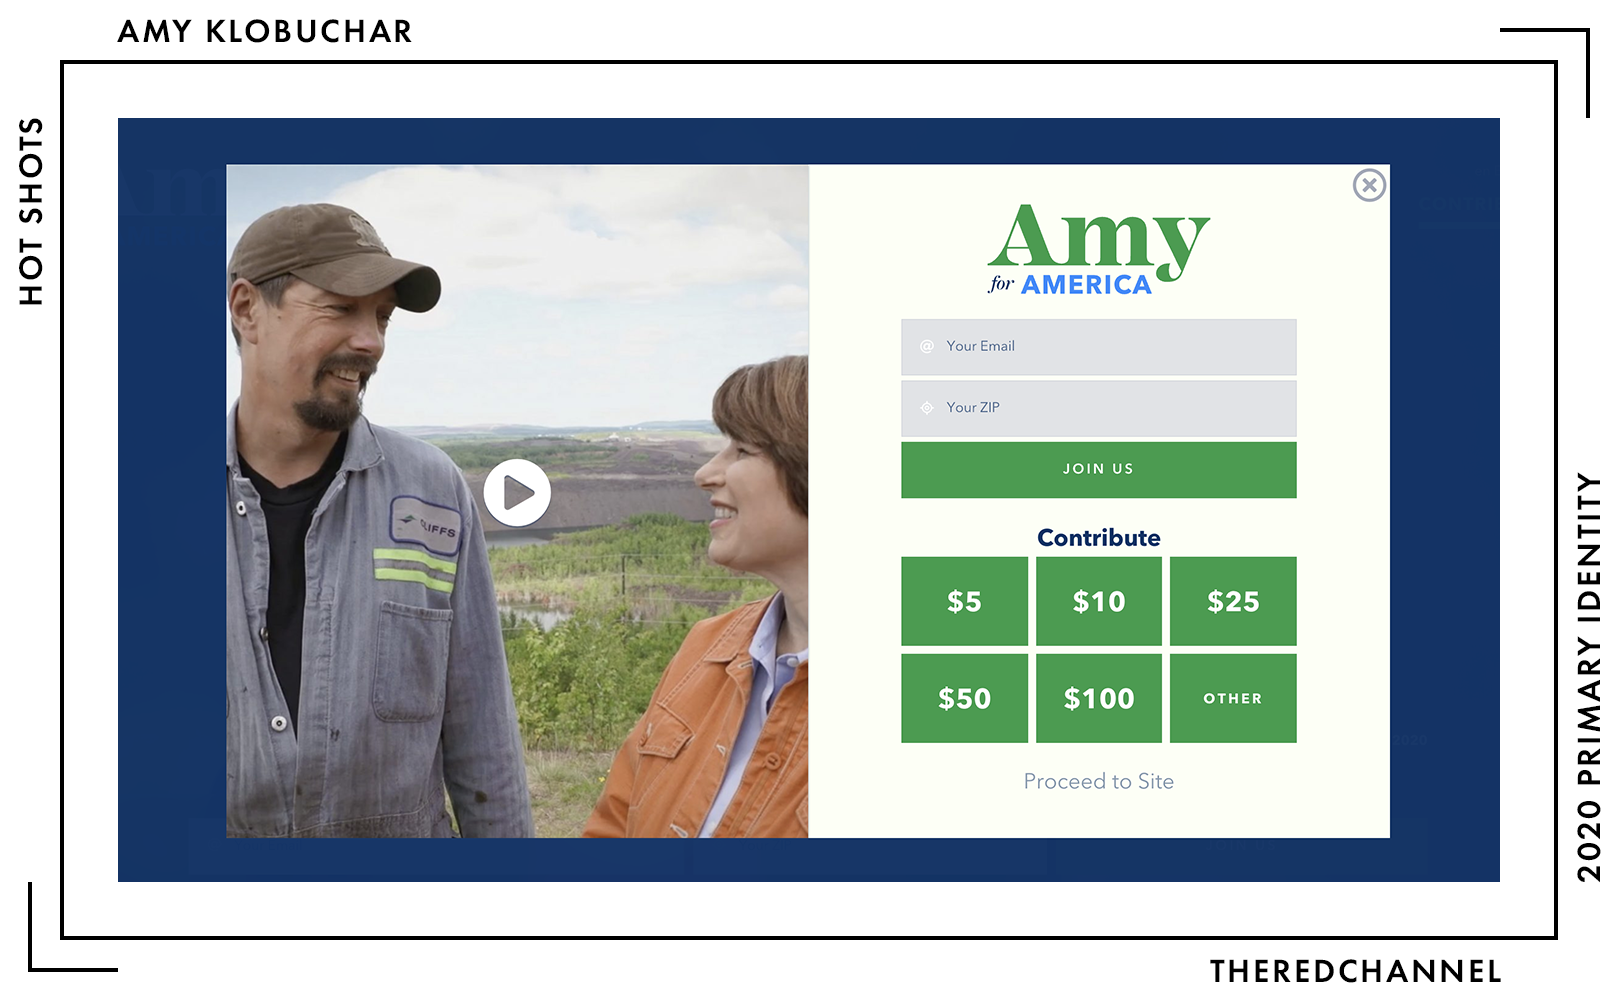 AMY KLOBUCHAR
HOT SHOTS
Amy
for AMERICA
@ Your Email
Your ZIP
JOIN US
Contribute
$5
$10
$25
$50
$100
OTHER
Proceed to Site
CLIFFS
2020 PRIMARY IDENTITY
THEREDCHANNEL